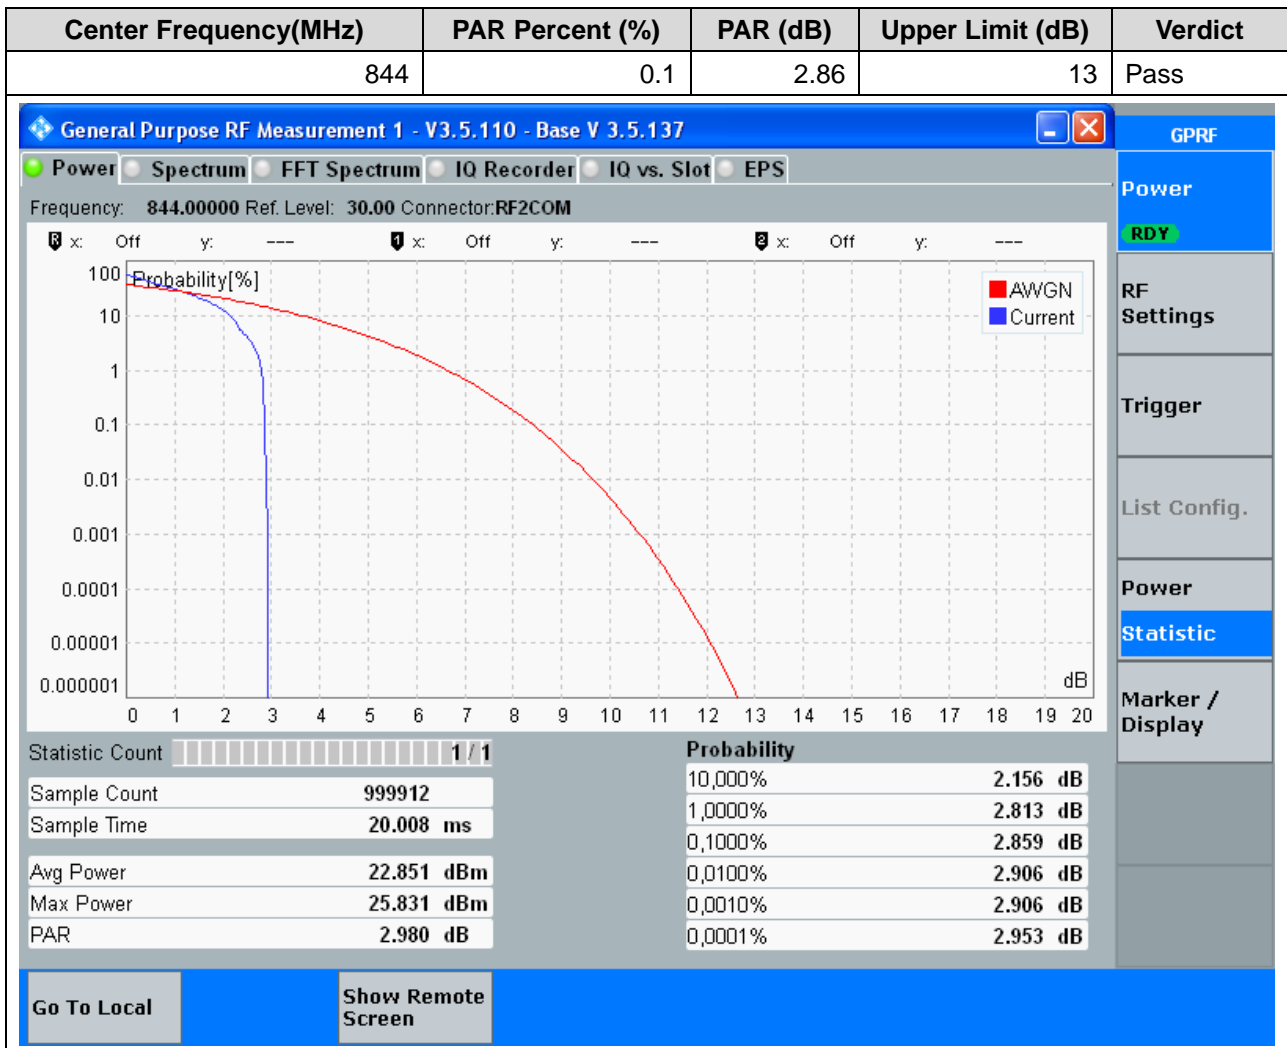 Center Frequency(MHz) PAR Percent (%) PAR (dB) Upper Limit (dB) Verdict
844 0.1 2.86 13 Pass
General Purpose RF Measurement 1 - V3.5.110 - Base V 3.5.137
GPRF
Power Spectrum FFT Spectrum IQ Recorder IQ vs. Slot EPS
Power
RDY
Frequency: 844.00000 Ref. Level: 30.00 Connector:RF2COM
R x: Off y: --- 1 x: Off y: --- 2 x: Off y: ---
Probability[%]
AWGN
Current
100
10
1
0.1
0.01
0.001
0.0001
0.00001
0.000001
dB
0 1 2 3 4 5 6 7 8 9 10 11 12 13 14 15 16 17 18 19 20
RF
Settings
Trigger
List Config.
Power
Statistic
Marker /
Display
Statistic Count 1 / 1
Sample Count 999912
Sample Time 20.008 ms
Avg Power 22.851 dBm
Max Power 25.831 dBm
PAR 2.980 dB
Probability
10,000% 2.156 dB
1,0000% 2.813 dB
0,1000% 2.859 dB
0,0100% 2.906 dB
0,0010% 2.906 dB
0,0001% 2.953 dB
Go To Local
Show Remote
Screen